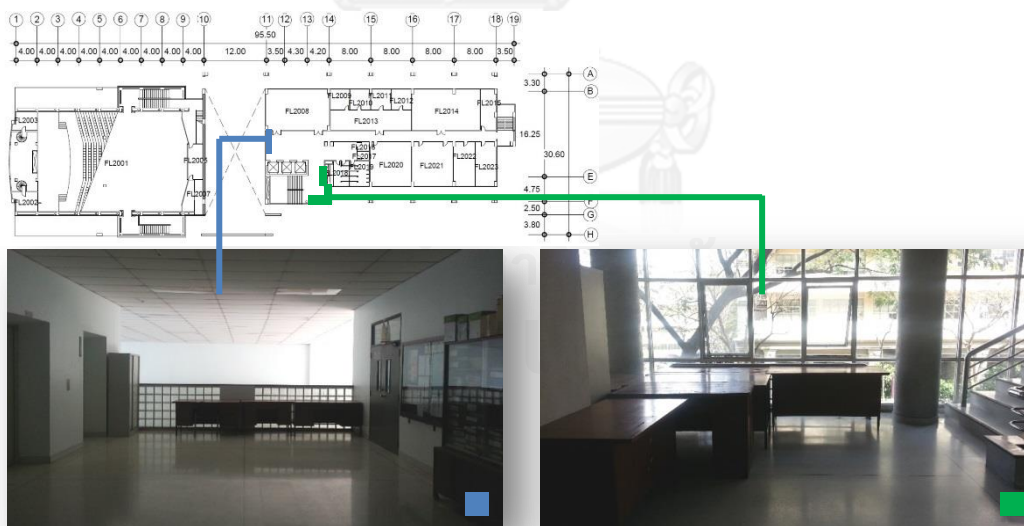 1 2 3 4 5 6 7 8 9 10 11 12 13 14 15 16 17 18 19
95.50
4.00 4.00 4.00 4.00 4.00 4.00 4.00 4.00 4.00 12.00 3.50 4.30 4.20 8.00 8.00 8.00 8.00 3.50
A
3.30
B
FL2009 FL2011 FL2015
FL2008 FL2010 FL2012 FL2014
FL2003 FL2013
16.25
30.60
FL2001
FL2017 FL2020 FL2021 FL2022 FL2023
FL2018 FL2019
E
4.75
FL2002 FL2007
F
2.50
G
3.80
H